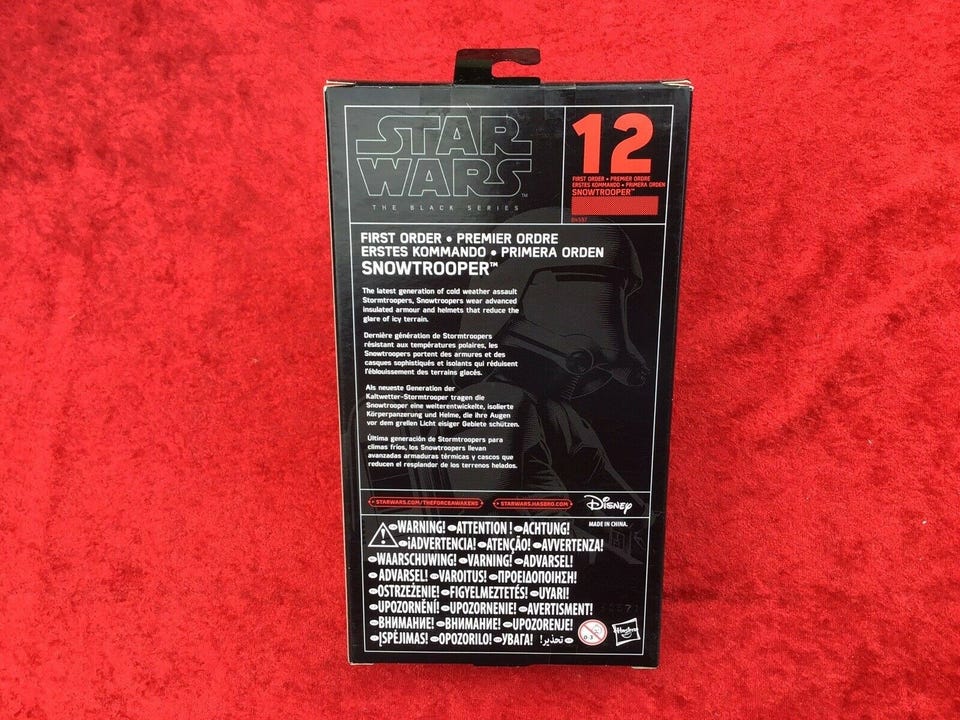 STAR
WARS™
THE BLACK SERIES
12
FIRST ORDER • PREMIER ORDRE
ERSTES KOMMANDO • PRIMERA ORDEN
SNOWTROOPER™
FIRST ORDER • PREMIER ORDRE
ERSTES KOMMANDO • PRIMERA ORDEN
SNOWTROOPER™
The latest generation of cold weather assault
Stormtroopers, Snowtroopers wear advanced
insulated armour and helmets that reduce the
glare of icy terrain.
Dernière génération de Stormtroopers
résistant aux températures polaires, les
Snowtroopers portent des armures et des
casques sophistiqués et isolants qui réduisent
l'éblouissement des terrains glacés.
Als neueste Generation der
Kaltwetter-Stormtrooper tragen die
Snowtrooper eine weiterentwickelte, isolierte
Körperpanzerung und Helme, die ihre Augen
vor dem grellen Licht eisiger Gebiete schützen.
Última generación de Stormtroopers para
climas fríos, los Snowtroopers llevan
avanzadas armaduras térmicas y cascos que
reducen el resplandor de los terrenos helados.
• STARWARS.COM/THEFORCEAWAKENS • STARWARS.HASBRO.COM Disney
MADE IN CHINA.
WARNING! ATTENTION ! ACHTUNG!
¡ADVERTENCIA! ATENÇÃO! AVVERTENZA!
WAARSCHUWING! VARNING! ADVARSEL!
ADVARSEL! VAROITUS! ΠΡΟΕΙΔΟΠΟΙΗΣΗ!
OSTRZEŻENIE! FIGYELMEZTETÉS! UYARI!
UPOZORNĚNÍ! UPOZORNENIE! AVERTISMENT!
ВНИМАНИЕ! ВНИМАНИЕ! UPOZORENJE!
ĮSPĖJIMAS! OPOZORILO! УВАГА! تحذير!
0-3
Hasbro